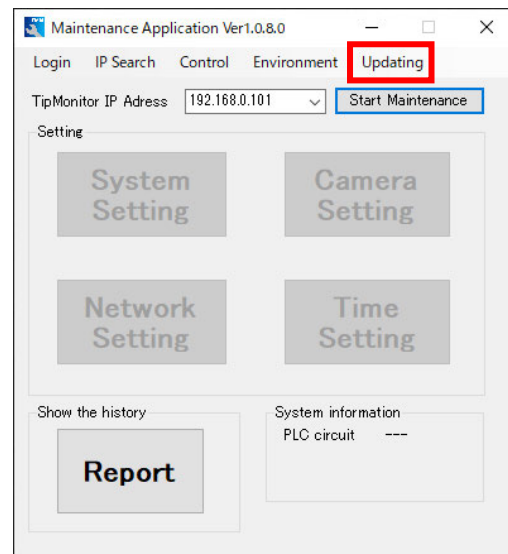 Maintenance Application Ver1.0.8.0
Login IP Search Control Environment Updating
TipMonitor IP Adress 192.168.0.101 Start Maintenance
Setting
System Setting
Camera Setting
Network Setting
Time Setting
Show the history
Report
System information
PLC circuit ---